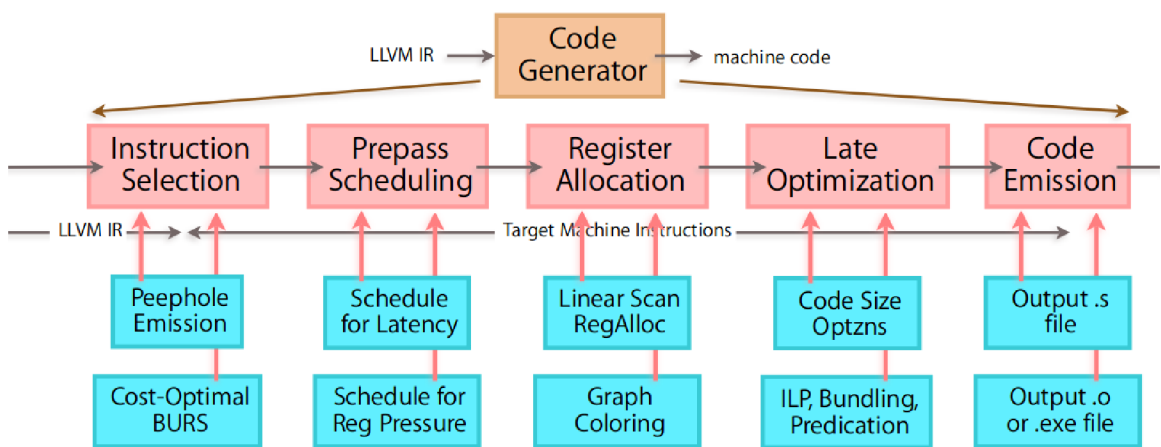 Code
Generator
LLVM IR
machine code
Instruction
Selection
Prepass
Scheduling
Register
Allocation
Late
Optimization
Code
Emission
LLVM IR
Target Machine Instructions
Peephole
Emission
Schedule
for Latency
Linear Scan
RegAlloc
Code Size
Optzns
Output .s
file
Cost-Optimal
BURS
Schedule for
Reg Pressure
Graph
Coloring
ILP, Bundling,
Predication
Output .o
or .exe file